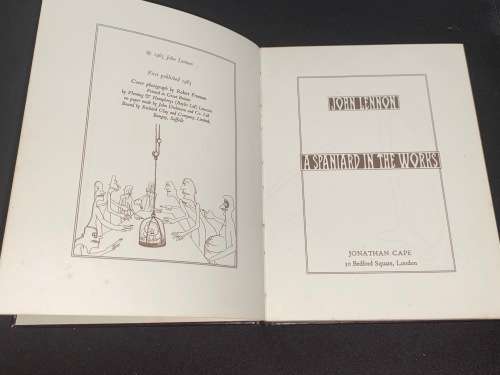 © 1965 John Lennon
First published 1965
Cover photograph by Robert Freeman
Printed in Great Britain
by Fleming & Humphreys (Baylis Ltd) Leicester
on paper made by John Dickinson and Co. Ltd
Bound by Richard Clay and Company Limited,
Bungay, Suffolk
JOHN LENNON
A SPANIARD IN THE WORKS
JONATHAN CAPE
30 Bedford Square, London